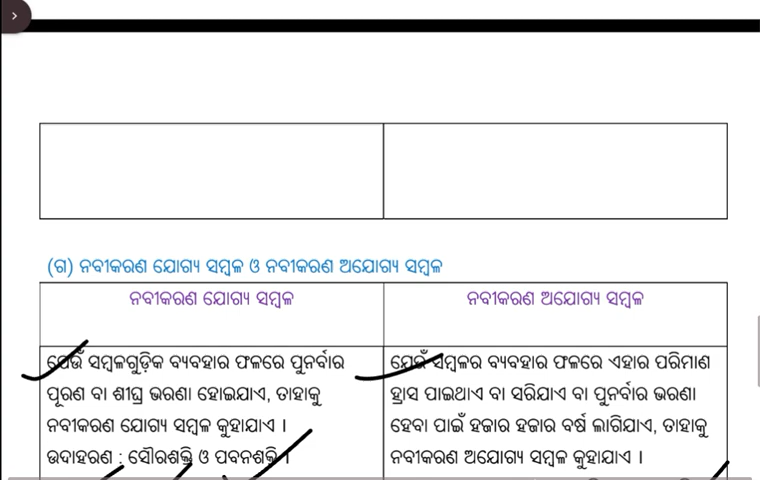 (ଗ) ନବୀକରଣ ଯୋଗ୍ୟ ସମ୍ବଳ ଓ ନବୀକରଣ ଅଯୋଗ୍ୟ ସମ୍ବଳ
ନବୀକରଣ ଯୋଗ୍ୟ ସମ୍ବଳ
ଯେଉଁ ସମ୍ବଳଗୁଡ଼ିକ ବ୍ୟବହାର ଫଳରେ ପୁନର୍ବାର
ପୂରଣ ବା ଶୀଘ୍ର ଭରଣା ହୋଇଯାଏ, ତାହାକୁ
ନବୀକରଣ ଯୋଗ୍ୟ ସମ୍ବଳ କୁହାଯାଏ ।
ଉଦାହରଣ : ସୌରଶକ୍ତି ଓ ପବନଶକ୍ତି ।
ନବୀକରଣ ଅଯୋଗ୍ୟ ସମ୍ବଳ
ଯେଉଁ ସମ୍ବଳର ବ୍ୟବହାର ଫଳରେ ଏହାର ପରିମାଣ
ହ୍ରାସ ପାଇଥାଏ ବା ସରିଯାଏ ବା ପୁନର୍ବାର ଭରଣା
ହେବା ପାଇଁ ହଜାର ହଜାର ବର୍ଷ ଲାଗିଯାଏ, ତାହାକୁ
ନବୀକରଣ ଅଯୋଗ୍ୟ ସମ୍ବଳ କୁହାଯାଏ ।